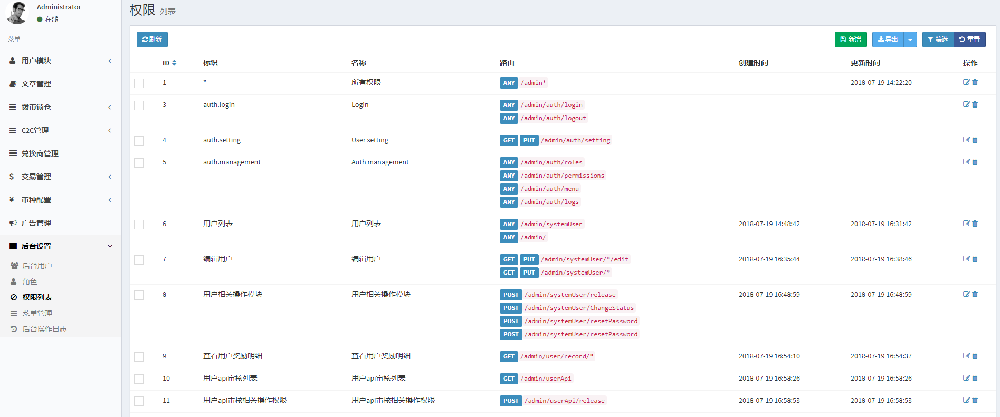 Administrator
在线
菜单
用户模块
文章管理
拨币锁仓
C2C管理
兑换商管理
交易管理
币种配置
广告管理
后台设置
后台用户
角色
权限列表
菜单管理
后台操作日志
权限 列表
刷新 新增 导出 筛选 重置
ID 标识 名称 路由 创建时间 更新时间 操作
1 * 所有权限 ANY /admin* 2018-07-19 14:22:20
3 auth.login Login ANY /admin/auth/login
ANY /admin/auth/logout
4 auth.setting User setting GET PUT /admin/auth/setting
5 auth.management Auth management ANY /admin/auth/roles
ANY /admin/auth/permissions
ANY /admin/auth/menu
ANY /admin/auth/logs
6 用户列表 用户列表 ANY /admin/systemUser 2018-07-19 14:48:42 2018-07-19 16:31:42
ANY /admin/
7 编辑用户 编辑用户 GET PUT /admin/systemUser/*/edit 2018-07-19 16:35:44 2018-07-19 16:38:46
GET PUT /admin/systemUser/*
8 用户相关操作模块 用户相关操作模块 POST /admin/systemUser/release 2018-07-19 16:48:59 2018-07-19 16:48:59
POST /admin/systemUser/ChangeStatus
POST /admin/systemUser/resetPassword
POST /admin/systemUser/resetPassword
9 查看用户奖励明细 查看用户奖励明细 GET /admin/user/record/* 2018-07-19 16:54:10 2018-07-19 16:54:37
10 用户api审核列表 用户api审核列表 GET /admin/userApi 2018-07-19 16:58:26 2018-07-19 16:58:26
11 用户api审核相关操作权限 用户api审核相关操作权限 POST /admin/userApi/release 2018-07-19 16:58:53 2018-07-19 16:58:53